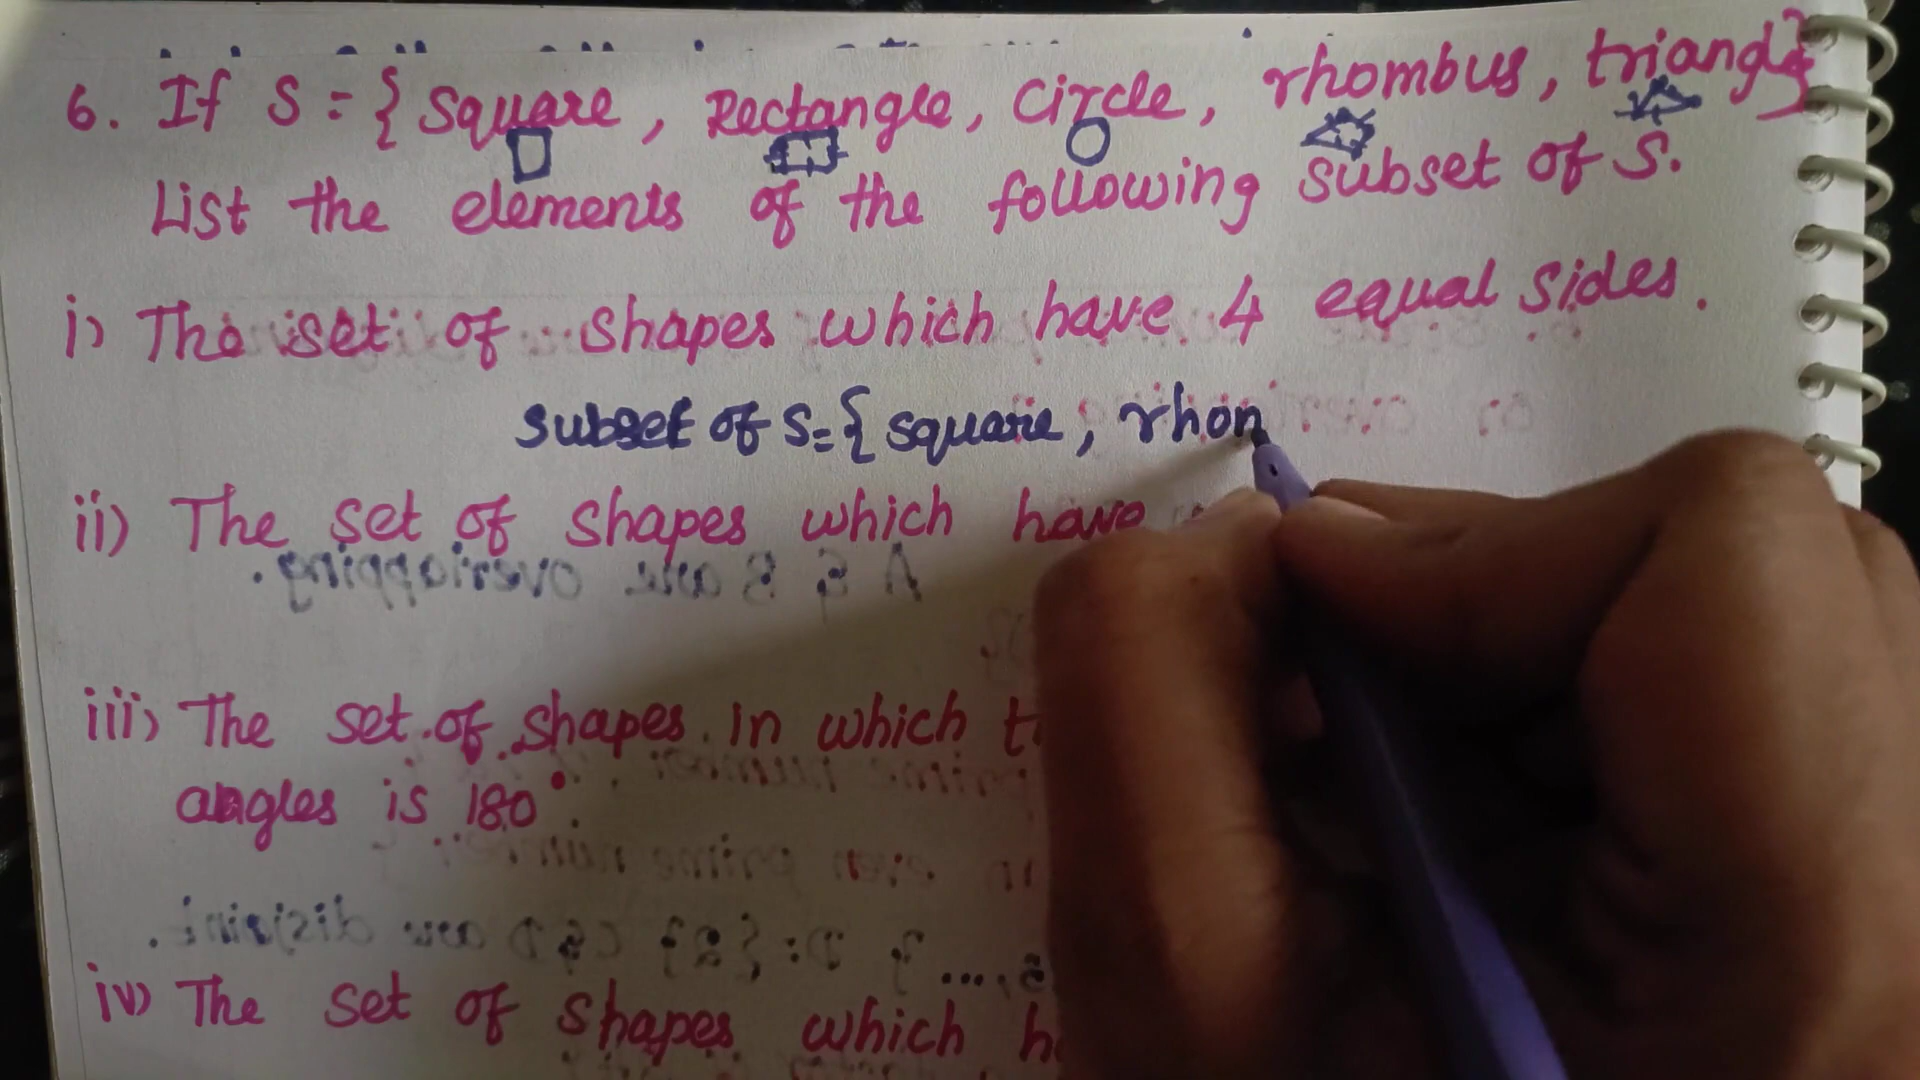 6. If S = { Square, Rectangle, Circle, rhombus, triangle}
List the elements of the following subset of S.
i) The set of shapes which have 4 equal sides.
subset of S = { square, rhon
ii) The set of shapes which have
A & B are overlapping.
iii) The set of shapes in which t
angles is 180°
iv) The set of shapes which h